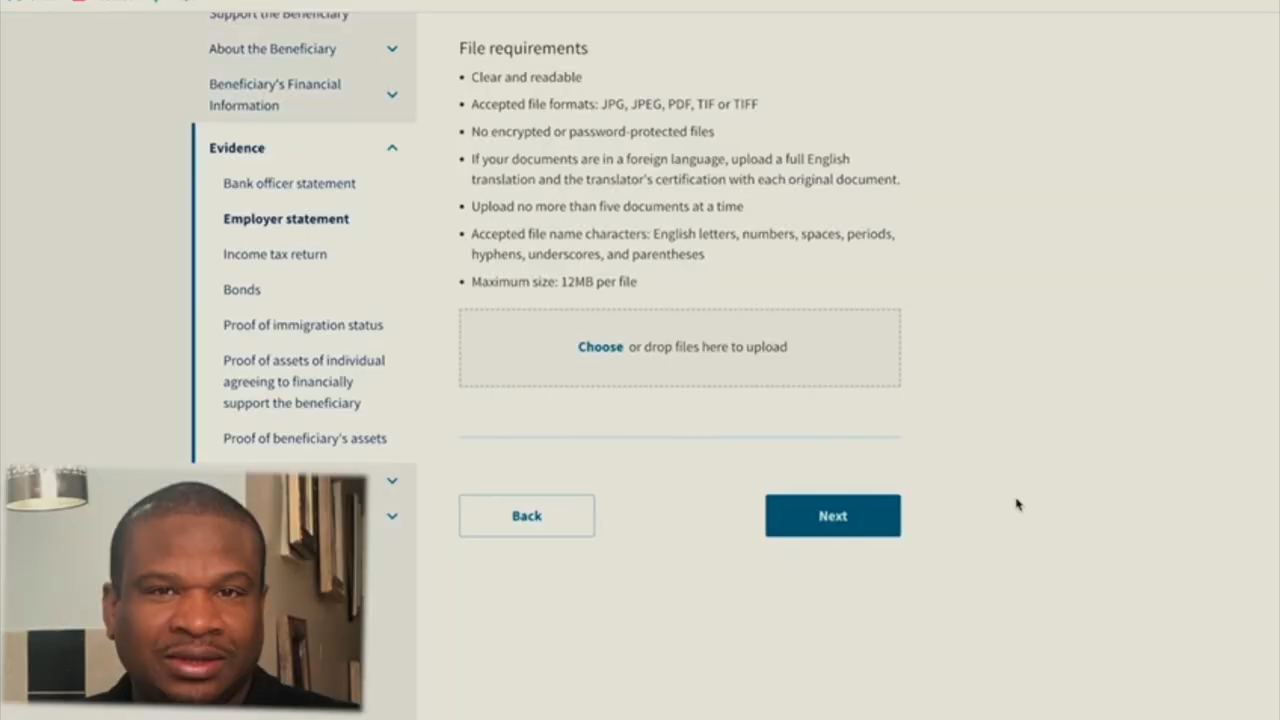 Support the Beneficiary
About the Beneficiary
Beneficiary's Financial
Information
Evidence
Bank officer statement
Employer statement
Income tax return
Bonds
Proof of immigration status
Proof of assets of individual
agreeing to financially
support the beneficiary
Proof of beneficiary's assets
File requirements
• Clear and readable
• Accepted file formats: JPG, JPEG, PDF, TIF or TIFF
• No encrypted or password-protected files
• If your documents are in a foreign language, upload a full English
translation and the translator's certification with each original document.
• Upload no more than five documents at a time
• Accepted file name characters: English letters, numbers, spaces, periods,
hyphens, underscores, and parentheses
• Maximum size: 12MB per file
Choose or drop files here to upload
Back
Next